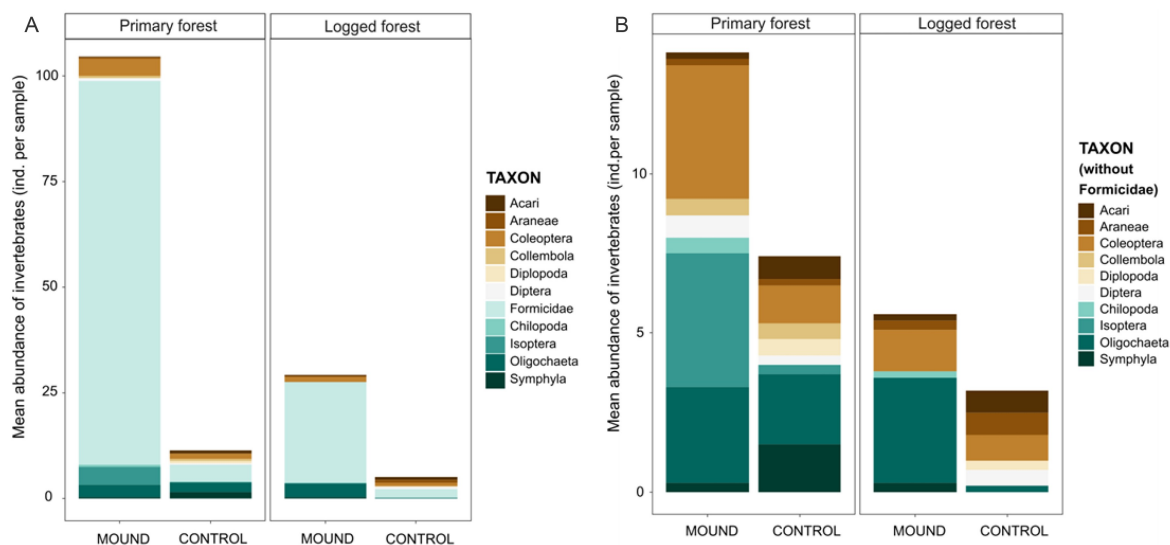 A
Primary forest
Logged forest
Mean abundance of invertebrates (ind. per sample)
100
75
50
25
0
MOUND
CONTROL
MOUND
CONTROL
TAXON
Acari
Araneae
Coleoptera
Collembola
Diplopoda
Diptera
Formicidae
Chilopoda
Isoptera
Oligochaeta
Symphyla
B
Primary forest
Logged forest
Mean abundance of invertebrates (ind.per sample)
10
5
0
MOUND
CONTROL
MOUND
CONTROL
TAXON
(without
Formicidae)
Acari
Araneae
Coleoptera
Collembola
Diplopoda
Diptera
Chilopoda
Isoptera
Oligochaeta
Symphyla